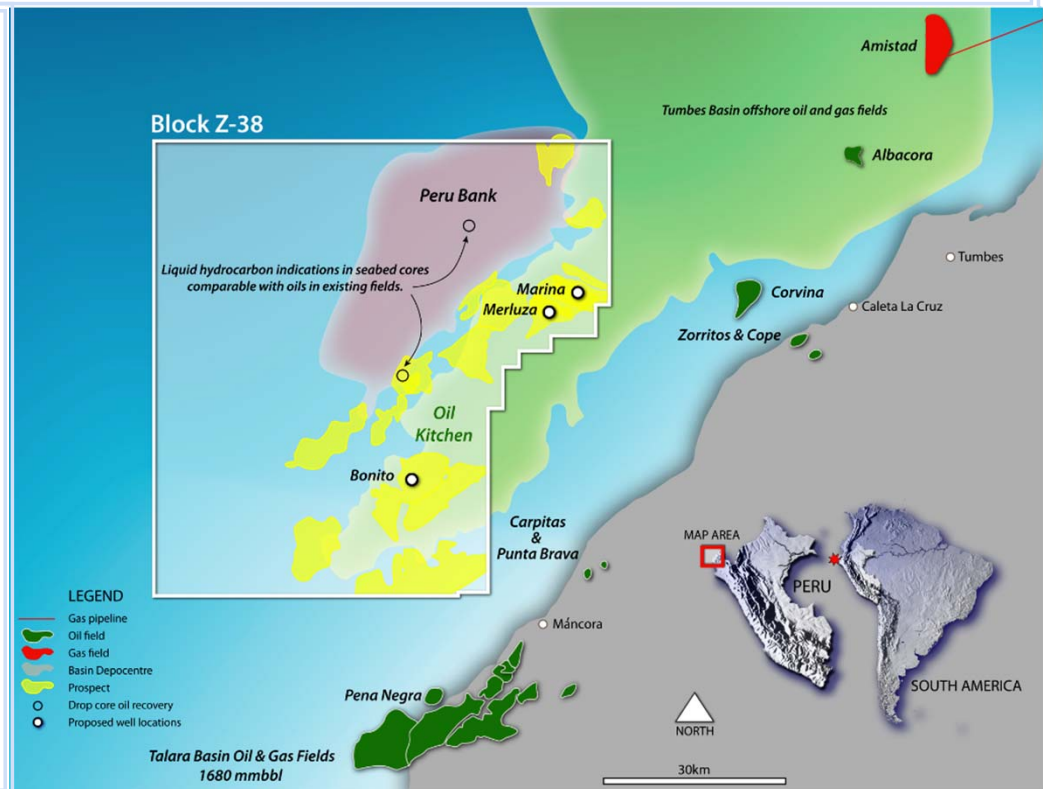 Amistad
Tumbes Basin offshore oil and gas fields
Block Z-38
Albacora
Peru Bank
Tumbes
Liquid hydrocarbon indications in seabed cores
comparable with oils in existing fields.
Marina
Merluza
Corvina
Caleta La Cruz
Zorritos & Cope
Oil
Kitchen
Bonito
Carpitas
&
Punta Brava
MAP AREA
PERU
SOUTH AMERICA
LEGEND
Gas pipeline
Oil field
Gas field
Basin Depocentre
Prospect
Drop core oil recovery
Proposed well locations
Máncora
Pena Negra
NORTH
Talara Basin Oil & Gas Fields
1680 mmbbl
30km